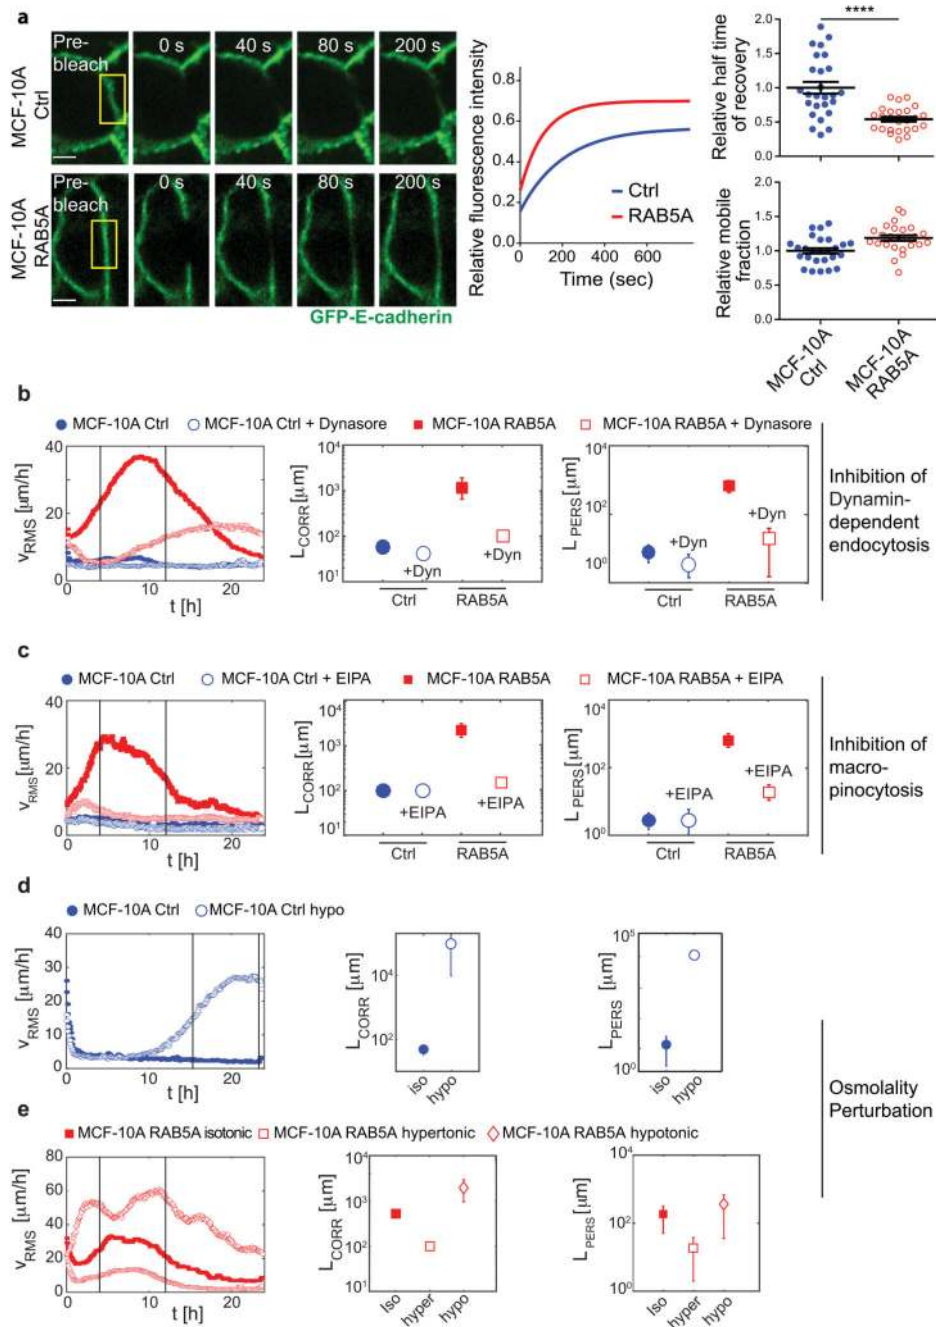 a
MCF-10A
Ctrl
Pre-
bleach
0 s
40 s
80 s
200 s
MCF-10A
RAB5A
Pre-
bleach
0 s
40 s
80 s
200 s
GFP-E-cadherin
Relative fluorescence intensity
0.8
0.6
0.4
0.2
0
0
200
400
600
Time (sec)
Ctrl
RAB5A
Relative half time
of recovery
2.0
1.5
1.0
0.5
0.0
****
Relative mobile
fraction
2.0
1.5
1.0
0.5
0.0
MCF-10A
Ctrl
MCF-10A
RAB5A
b
MCF-10A Ctrl
MCF-10A Ctrl + Dynasore
MCF-10A RAB5A
MCF-10A RAB5A + Dynasore
vRMS [μm/h]
40
30
20
10
0
0
10
20
t [h]
LCORR [μm]
10⁴
10³
10²
10¹
+Dyn
+Dyn
Ctrl
RAB5A
LPERS [μm]
10⁴
10²
10⁰
+Dyn
+Dyn
Ctrl
RAB5A
Inhibition of
Dynamin-
dependent
endocytosis
c
MCF-10A Ctrl
MCF-10A Ctrl + EIPA
MCF-10A RAB5A
MCF-10A RAB5A + EIPA
vRMS [μm/h]
40
30
20
10
0
0
10
20
t [h]
LCORR [μm]
10⁴
10³
10²
10¹
+EIPA
+EIPA
Ctrl
RAB5A
LPERS [μm]
10⁴
10²
10⁰
+EIPA
+EIPA
Ctrl
RAB5A
Inhibition of
macro-
pinocytosis
d
MCF-10A Ctrl
MCF-10A Ctrl hypo
vRMS [μm/h]
40
30
20
10
0
0
10
20
t [h]
LCORR [μm]
10⁴
10²
iso
hypo
LPERS [μm]
10⁵
10⁰
iso
hypo
Osmolality
Perturbation
e
MCF-10A RAB5A isotonic
MCF-10A RAB5A hypertonic
MCF-10A RAB5A hypotonic
vRMS [μm/h]
80
60
40
20
0
0
10
20
t [h]
LCORR [μm]
10⁴
10³
10²
10¹
Iso
hyper
hypo
LPERS [μm]
10⁴
10²
10⁰
Iso
hyper
hypo